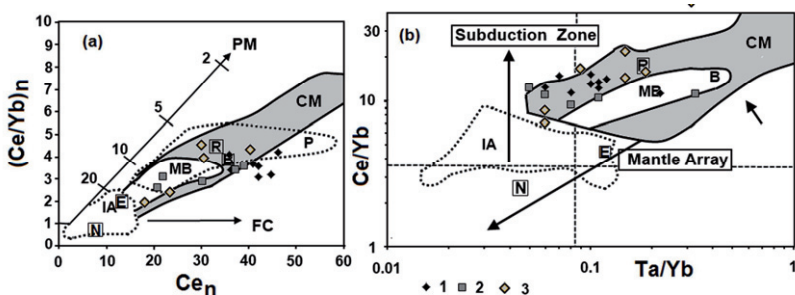 (a)
(Ce/Yb)n
10
9
8
7
6
5
4
3
2
1
0
0 10 20 30 40 50 60
Ce n
2
PM
5
10
20
CM
R
P
MB
IA
E
N
FC
(b)
Ce/Yb
40
10
1
0.01 0.1 1
Ta/Yb
Subduction Zone
CM
R
B
MB
IA
E
Mantle Array
N
1 2 3